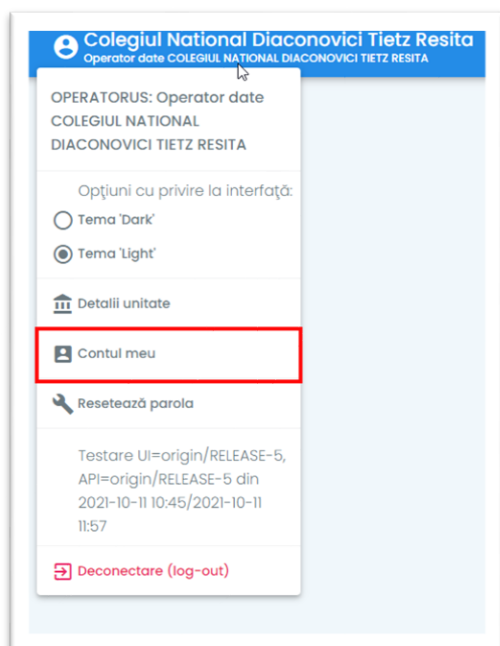 Colegiul National Diaconovici Tietz Resita
Operator date COLEGIUL NATIONAL DIACONOVICI TIETZ RESITA
OPERATORUS: Operator date
COLEGIUL NATIONAL
DIACONOVICI TIETZ RESITA
Opţiuni cu privire la interfaţă:
Tema 'Dark'
Tema 'Light'
Detalii unitate
Contul meu
Resetează parola
Testare UI=origin/RELEASE-5,
API=origin/RELEASE-5 din
2021-10-11 10:45/2021-10-11
11:57
Deconectare (log-out)